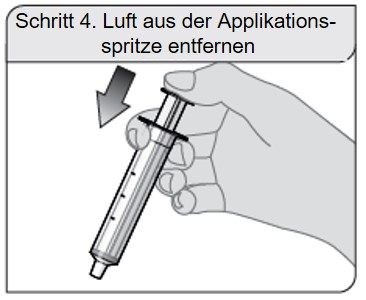 Schritt 4. Luft aus der Applikations-
spritze entfernen